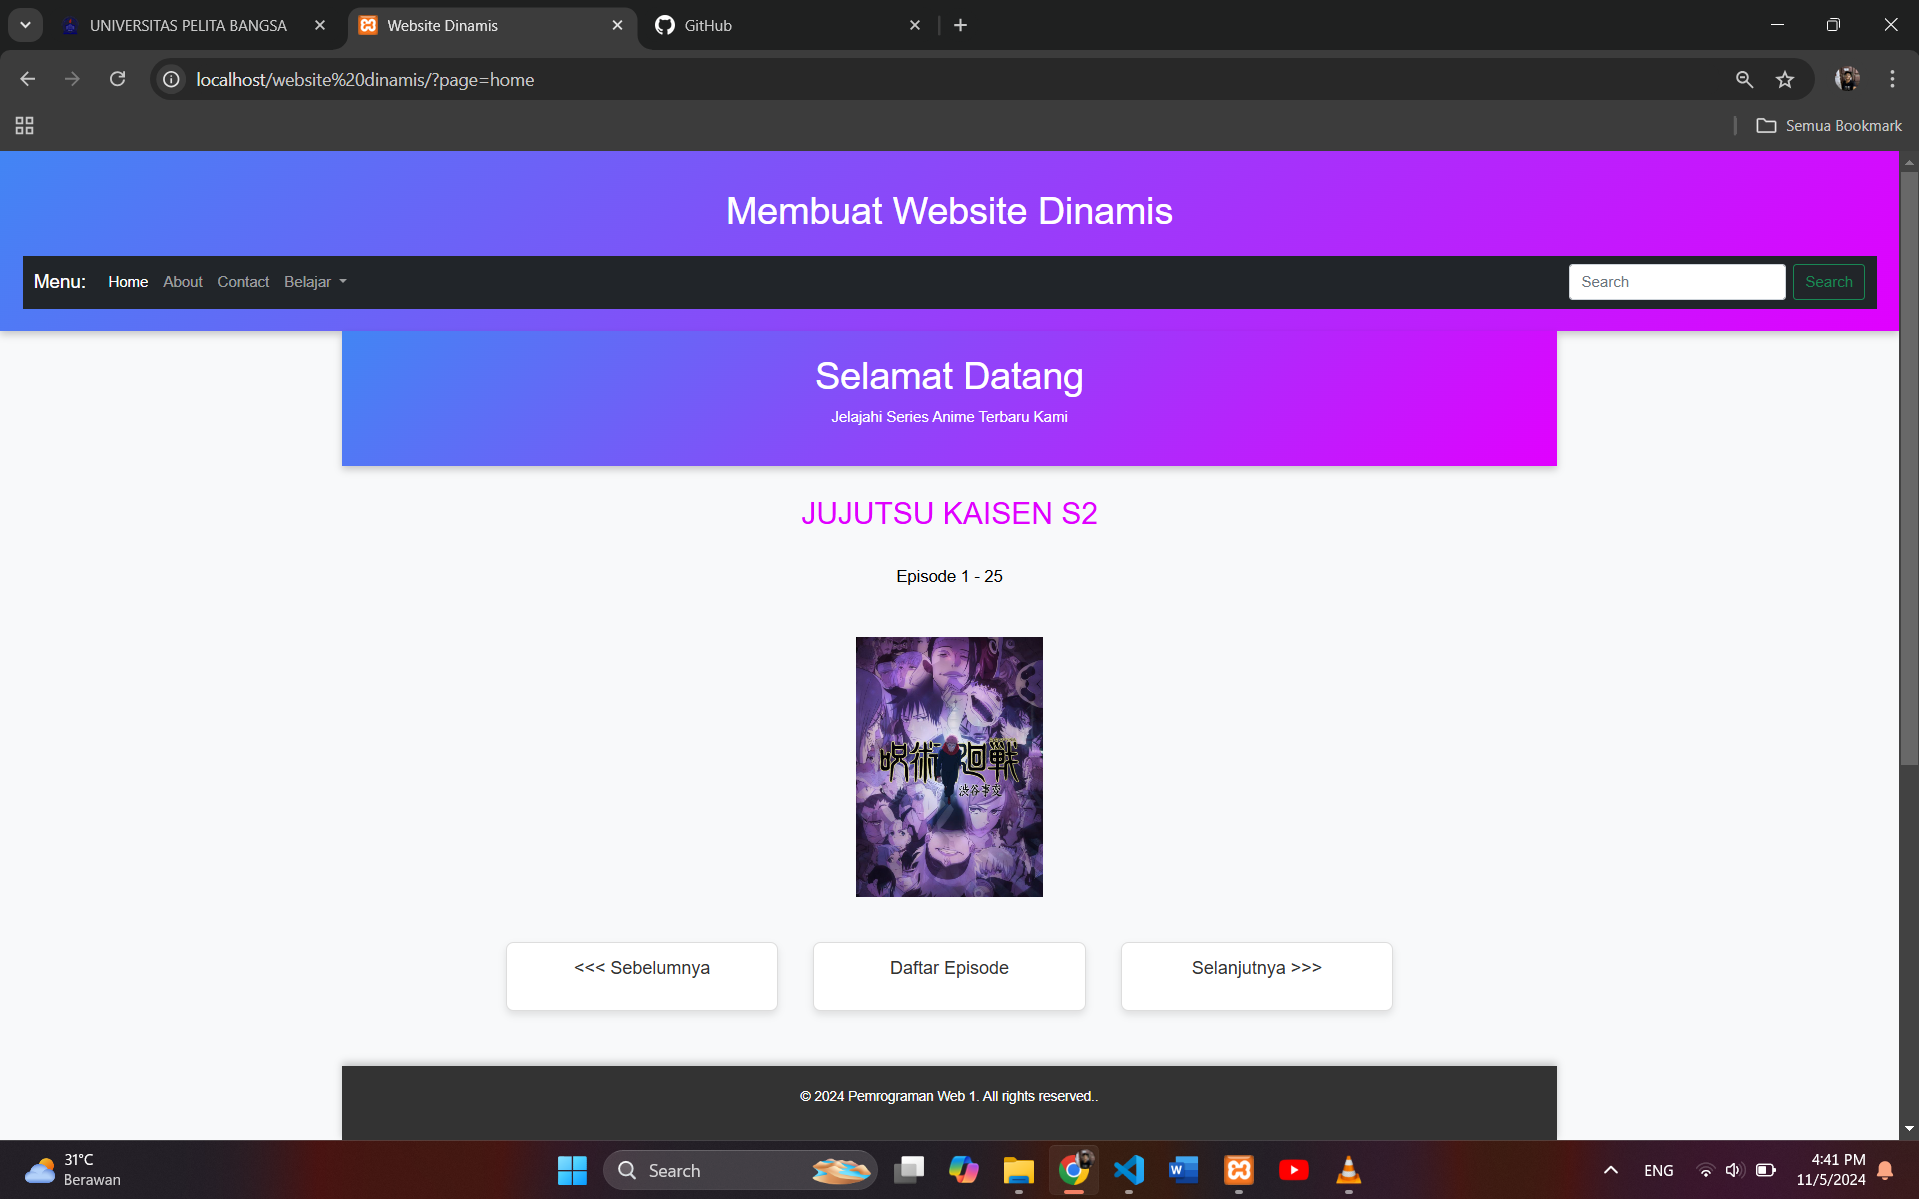 UNIVERSITAS PELITA BANGSA
Website Dinamis
GitHub
localhost/website%20dinamis/?page=home
Semua Bookmark
Membuat Website Dinamis
Menu: Home About Contact Belajar
Search Search
Selamat Datang
Jelajahi Series Anime Terbaru Kami
JUJUTSU KAISEN S2
Episode 1 - 25
呪術廻戦
渋谷事変
<<< Sebelumnya Daftar Episode Selanjutnya >>>
© 2024 Pemrograman Web 1. All rights reserved..
31°C
Berawan
Search
ENG
4:41 PM
11/5/2024